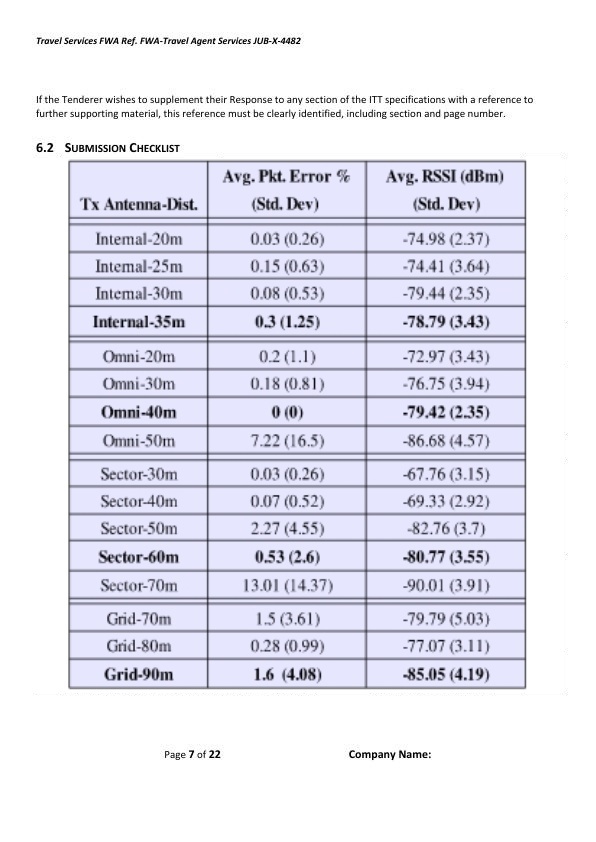 Travel Services FWA Ref. FWA-Travel Agent Services JUB-X-4482
If the Tenderer wishes to supplement their Response to any section of the ITT specifications with a reference to
further supporting material, this reference must be clearly identified, including section and page number.
6.2 SUBMISSION CHECKLIST
Tx Antenna-Dist. Avg. Pkt. Error % (Std. Dev) Avg. RSSI (dBm) (Std. Dev)
Internal-20m 0.03 (0.26) -74.98 (2.37)
Internal-25m 0.15 (0.63) -74.41 (3.64)
Internal-30m 0.08 (0.53) -79.44 (2.35)
Internal-35m 0.3 (1.25) -78.79 (3.43)
Omni-20m 0.2 (1.1) -72.97 (3.43)
Omni-30m 0.18 (0.81) -76.75 (3.94)
Omni-40m 0 (0) -79.42 (2.35)
Omni-50m 7.22 (16.5) -86.68 (4.57)
Sector-30m 0.03 (0.26) -67.76 (3.15)
Sector-40m 0.07 (0.52) -69.33 (2.92)
Sector-50m 2.27 (4.55) -82.76 (3.7)
Sector-60m 0.53 (2.6) -80.77 (3.55)
Sector-70m 13.01 (14.37) -90.01 (3.91)
Grid-70m 1.5 (3.61) -79.79 (5.03)
Grid-80m 0.28 (0.99) -77.07 (3.11)
Grid-90m 1.6 (4.08) -85.05 (4.19)
Page 7 of 22 Company Name: